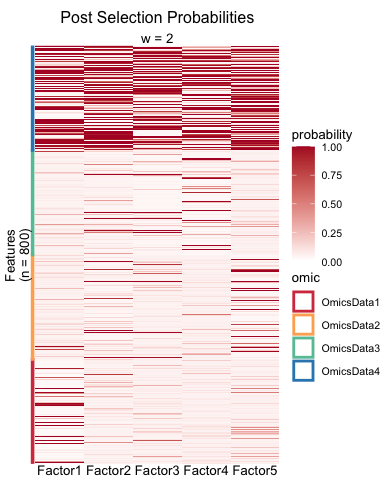 Post Selection Probabilities
w = 2
Features
(n = 800)
probability
1.00
0.75
0.50
0.25
0.00
omic
OmicsData1
OmicsData2
OmicsData3
OmicsData4
Factor1 Factor2 Factor3 Factor4 Factor5